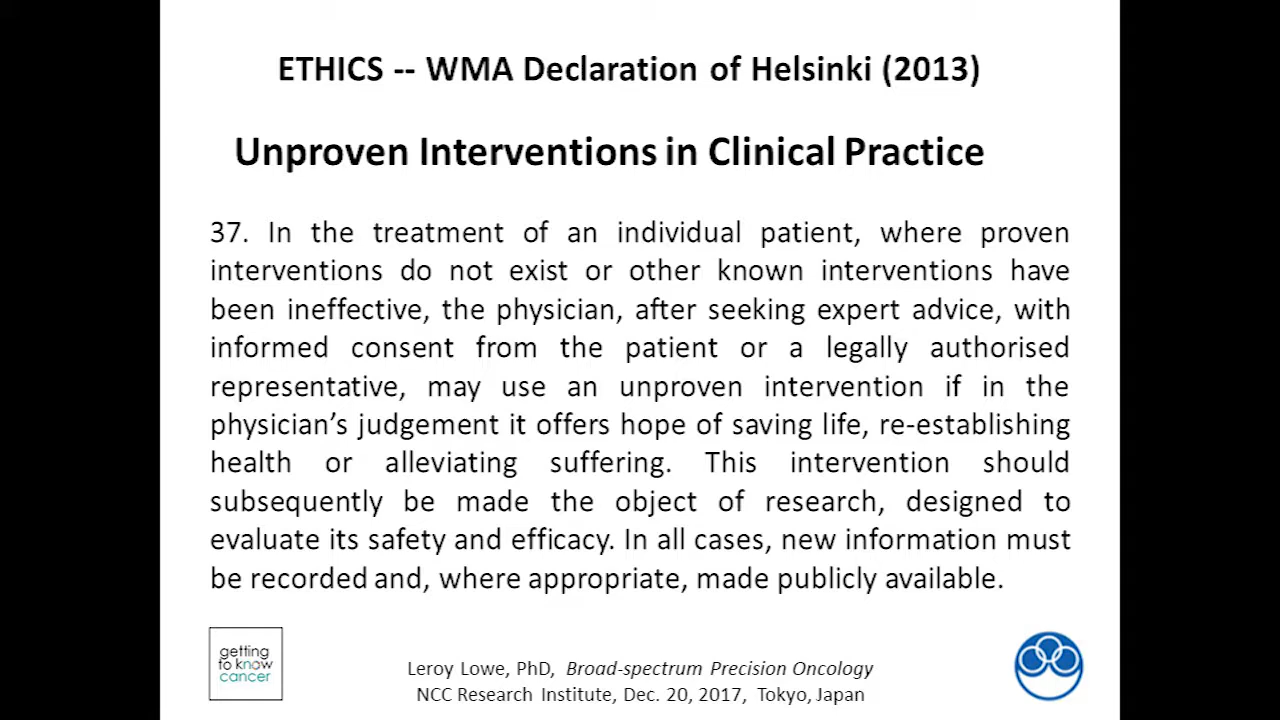 ETHICS -- WMA Declaration of Helsinki (2013)
Unproven Interventions in Clinical Practice
37. In the treatment of an individual patient, where proven
interventions do not exist or other known interventions have
been ineffective, the physician, after seeking expert advice, with
informed consent from the patient or a legally authorised
representative, may use an unproven intervention if in the
physician’s judgement it offers hope of saving life, re-establishing
health or alleviating suffering. This intervention should
subsequently be made the object of research, designed to
evaluate its safety and efficacy. In all cases, new information must
be recorded and, where appropriate, made publicly available.
getting
to know
cancer
Leroy Lowe, PhD, Broad-spectrum Precision Oncology
NCC Research Institute, Dec. 20, 2017, Tokyo, Japan